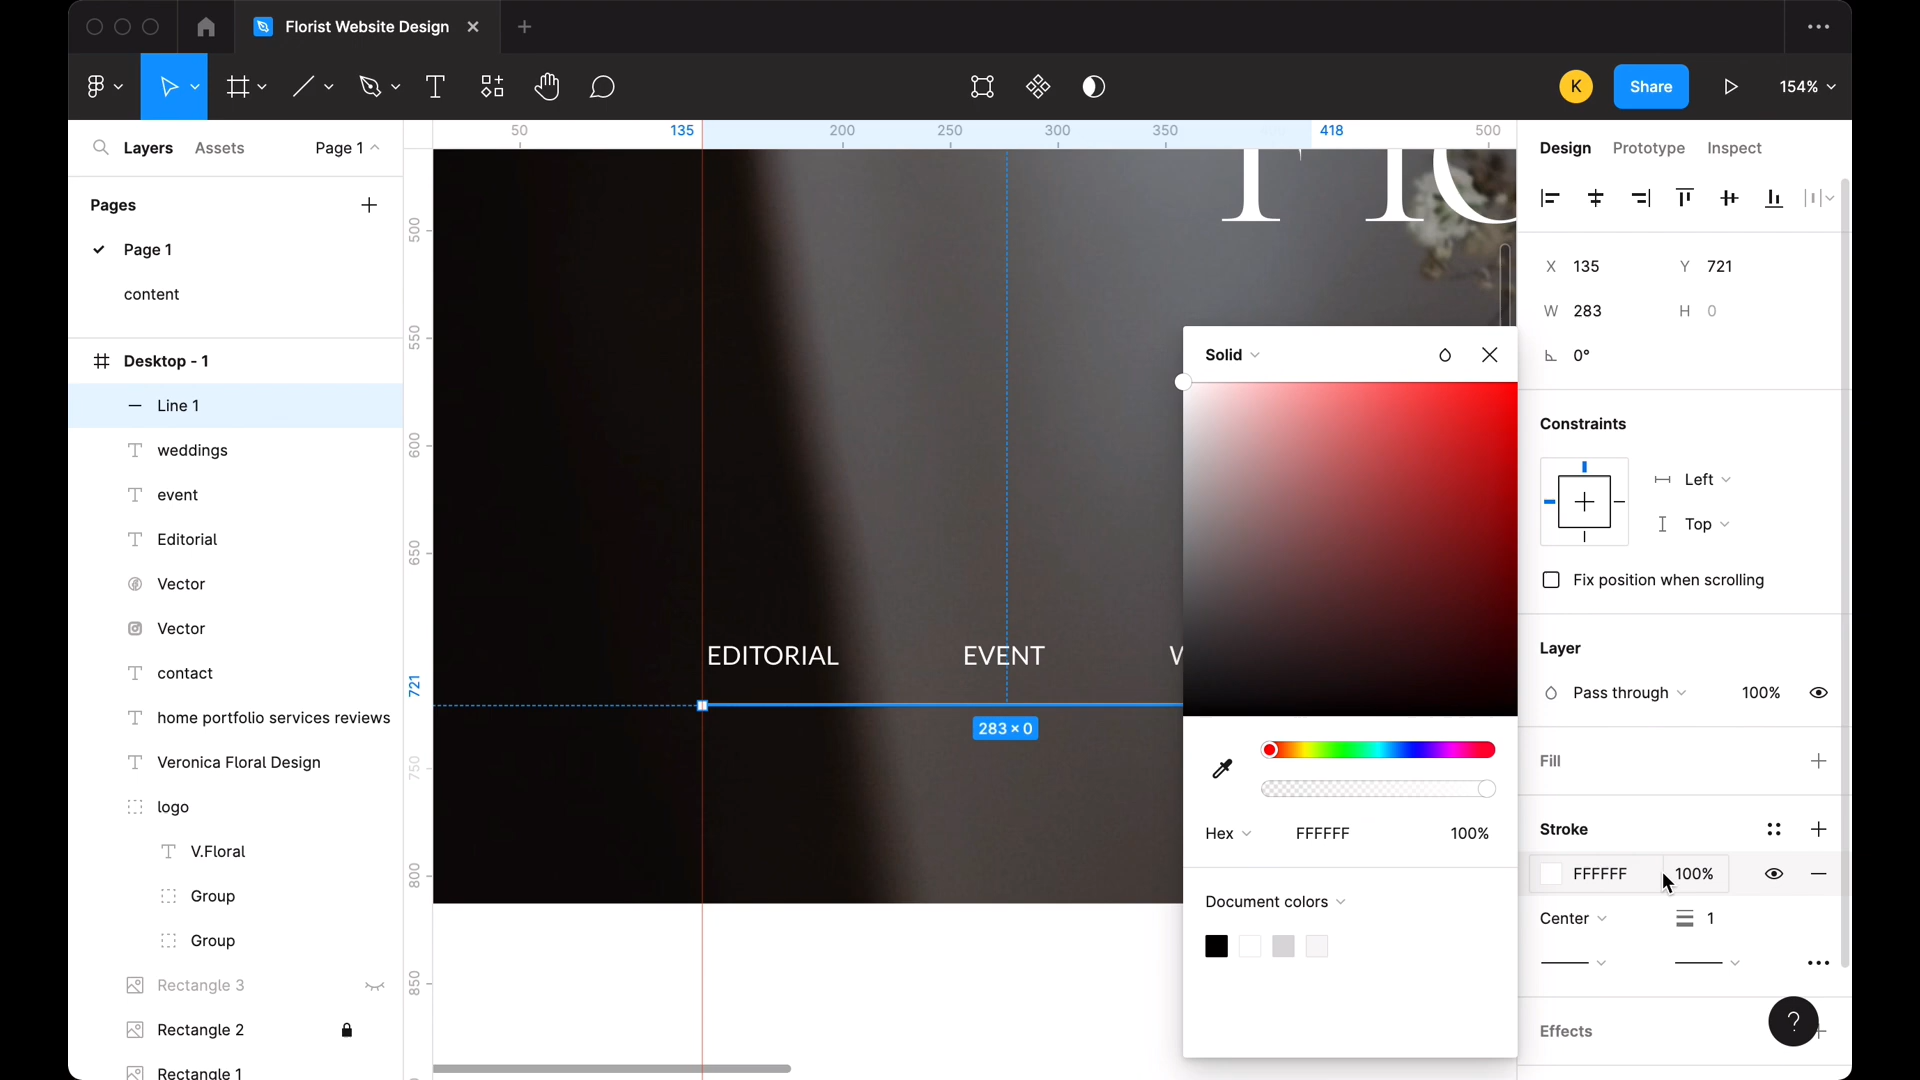 Florist Website Design
K
Share
154%
Layers
Assets
Page 1
50
135
200
250
300
350
418
500
Design
Prototype
Inspect
Pages
Page 1
content
Desktop - 1
Line 1
weddings
event
Editorial
Vector
Vector
contact
home portfolio services reviews
Veronica Floral Design
logo
V.Floral
Group
Group
Rectangle 3
Rectangle 2
Rectangle 1
500
550
600
650
721
750
800
850
EDITORIAL
EVENT
283 × 0
Solid
Hex
FFFFFF
100%
Document colors
X 135
Y 721
W 283
H 0
0°
Constraints
Left
Top
Fix position when scrolling
Layer
Pass through
100%
Fill
Stroke
FFFFFF
100%
Center
1
Effects
?